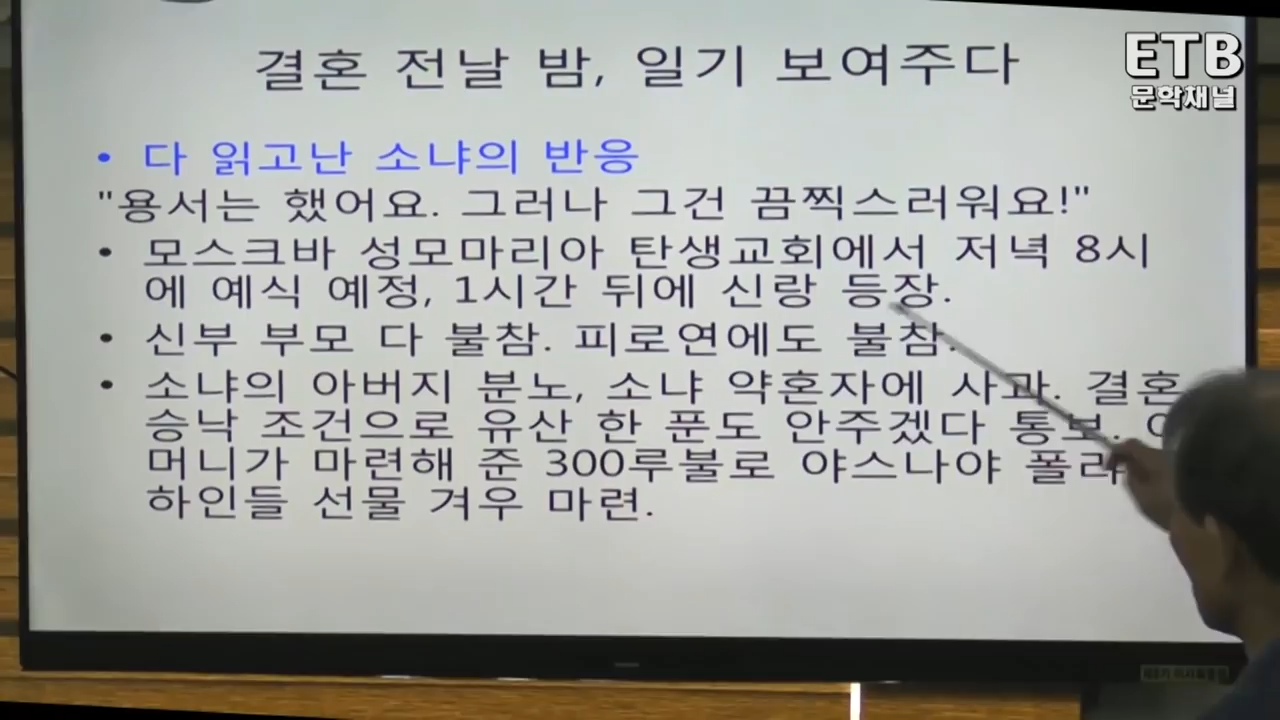 결혼 전날 밤, 일기 보여주다
ETB
문학채널
• 다 읽고난 소냐의 반응
"용서는 했어요. 그러나 그건 끔찍스러워요!"
• 모스크바 성모마리아 탄생교회에서 저녁 8시
에 예식 예정, 1시간 뒤에 신랑 등장.
• 신부 부모 다 불참. 피로연에도 불참.
• 소냐의 아버지 분노, 소냐 약혼자에 사과. 결혼
승낙 조건으로 유산 한 푼도 안주겠다 통보.
머니가 마련해 준 300루불로 야스나야
하인들 선물 겨우 마련.